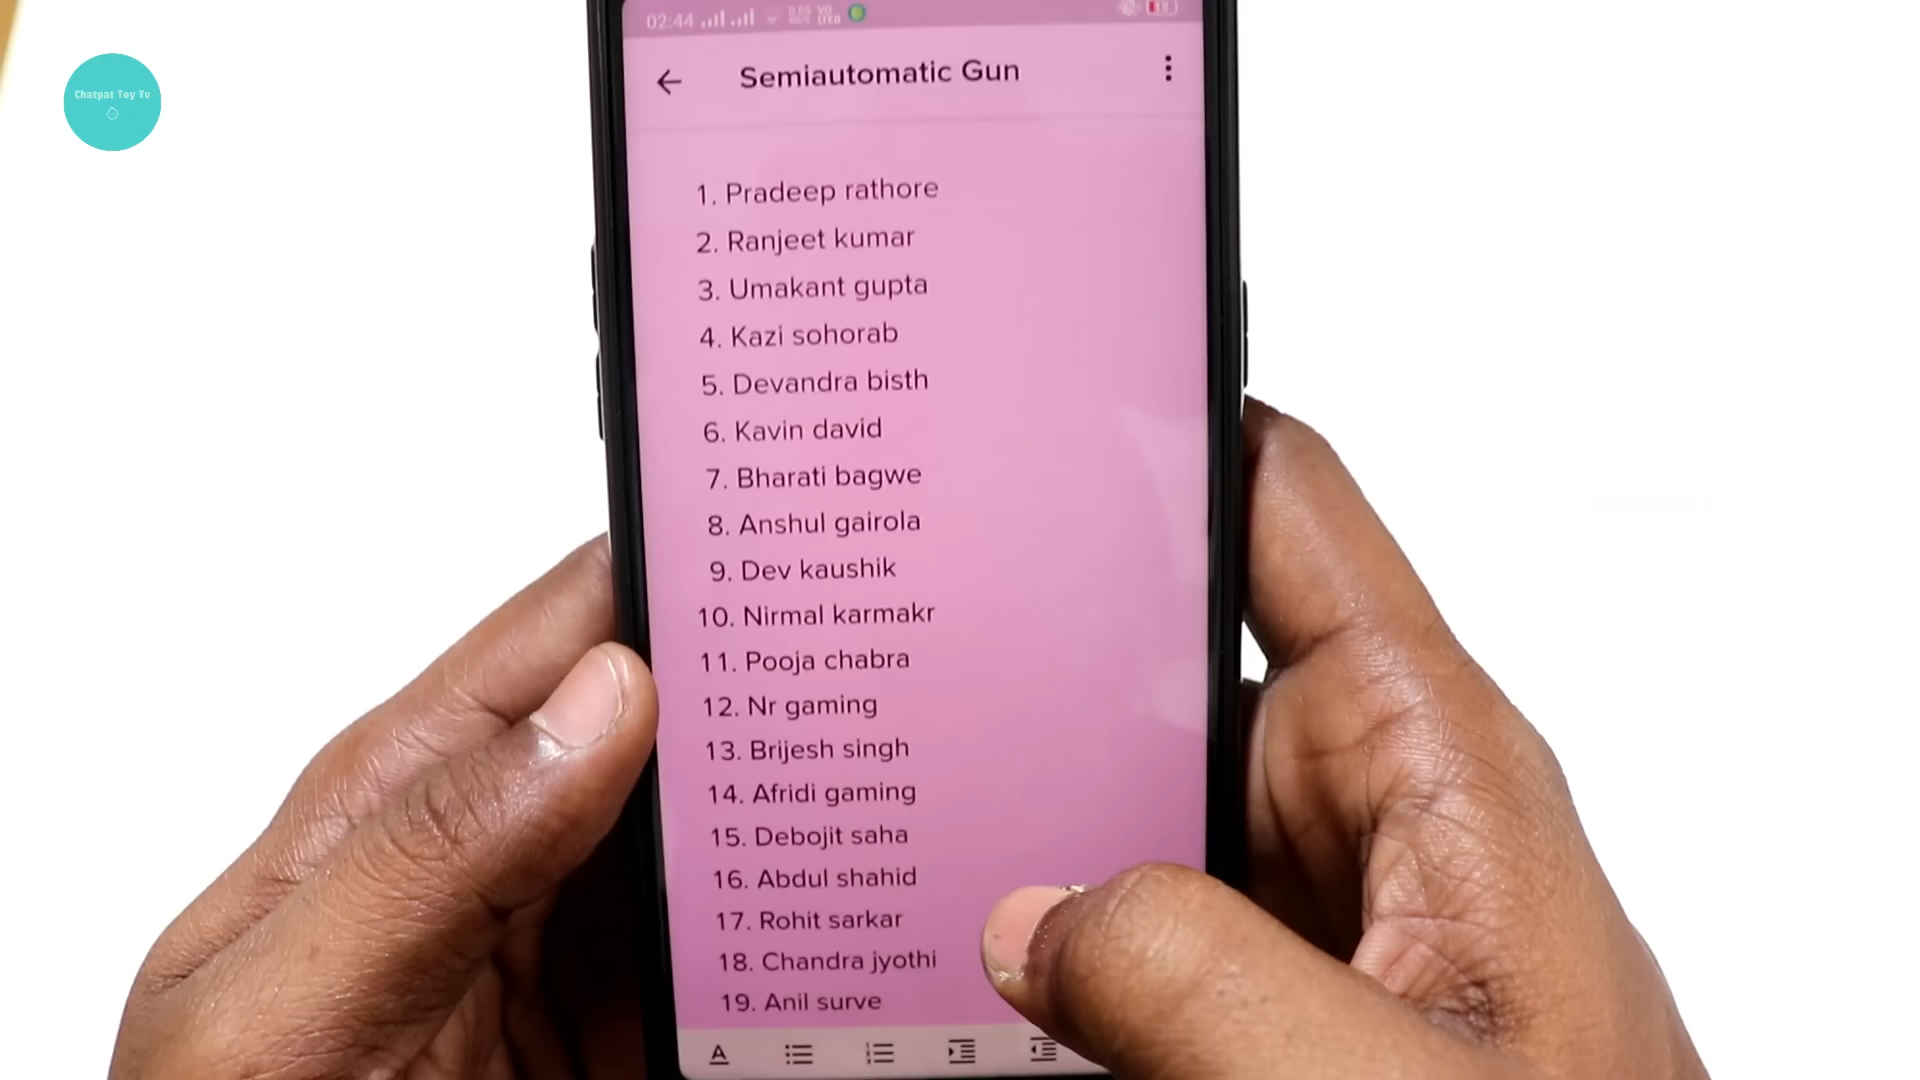 Chatpat Toy Tv
02:44
Semiautomatic Gun
1. Pradeep rathore
2. Ranjeet kumar
3. Umakant gupta
4. Kazi sohorab
5. Devandra bisth
6. Kavin david
7. Bharati bagwe
8. Anshul gairola
9. Dev kaushik
10. Nirmal karmakr
11. Pooja chabra
12. Nr gaming
13. Brijesh singh
14. Afridi gaming
15. Debojit saha
16. Abdul shahid
17. Rohit sarkar
18. Chandra jyothi
19. Anil surve
A